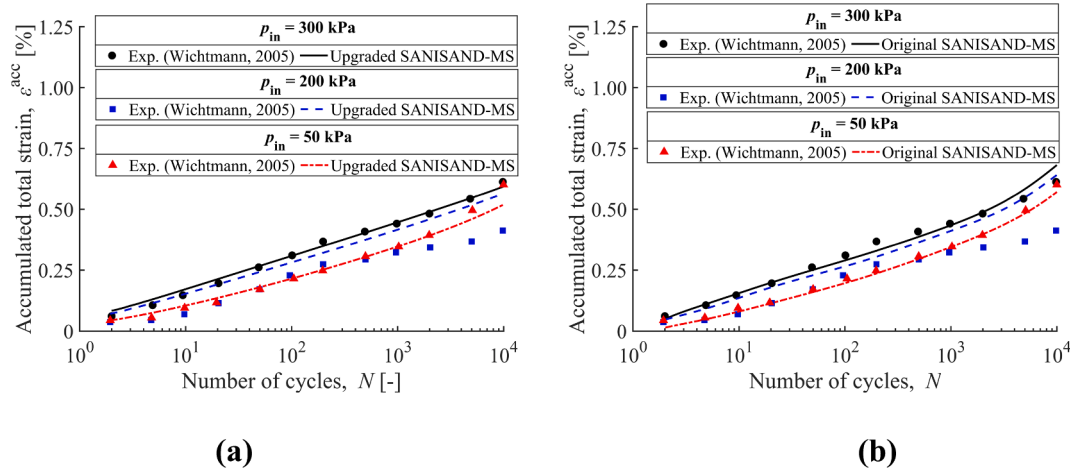 p_in = 300 kPa
Exp. (Wichtmann, 2005) Upgraded SANISAND-MS
p_in = 200 kPa
Exp. (Wichtmann, 2005) Upgraded SANISAND-MS
p_in = 50 kPa
Exp. (Wichtmann, 2005) Upgraded SANISAND-MS
Accumulated total strain, ε^acc [%]
1.25
1.00
0.75
0.50
0.25
0
10^0 10^1 10^2 10^3 10^4
Number of cycles, N [-]
(a)
p_in = 300 kPa
Exp. (Wichtmann, 2005) Original SANISAND-MS
p_in = 200 kPa
Exp. (Wichtmann, 2005) Original SANISAND-MS
p_in = 50 kPa
Exp. (Wichtmann, 2005) Original SANISAND-MS
Accumulated total strain, ε^acc [%]
1.25
1.00
0.75
0.50
0.25
0
10^0 10^1 10^2 10^3 10^4
Number of cycles, N
(b)